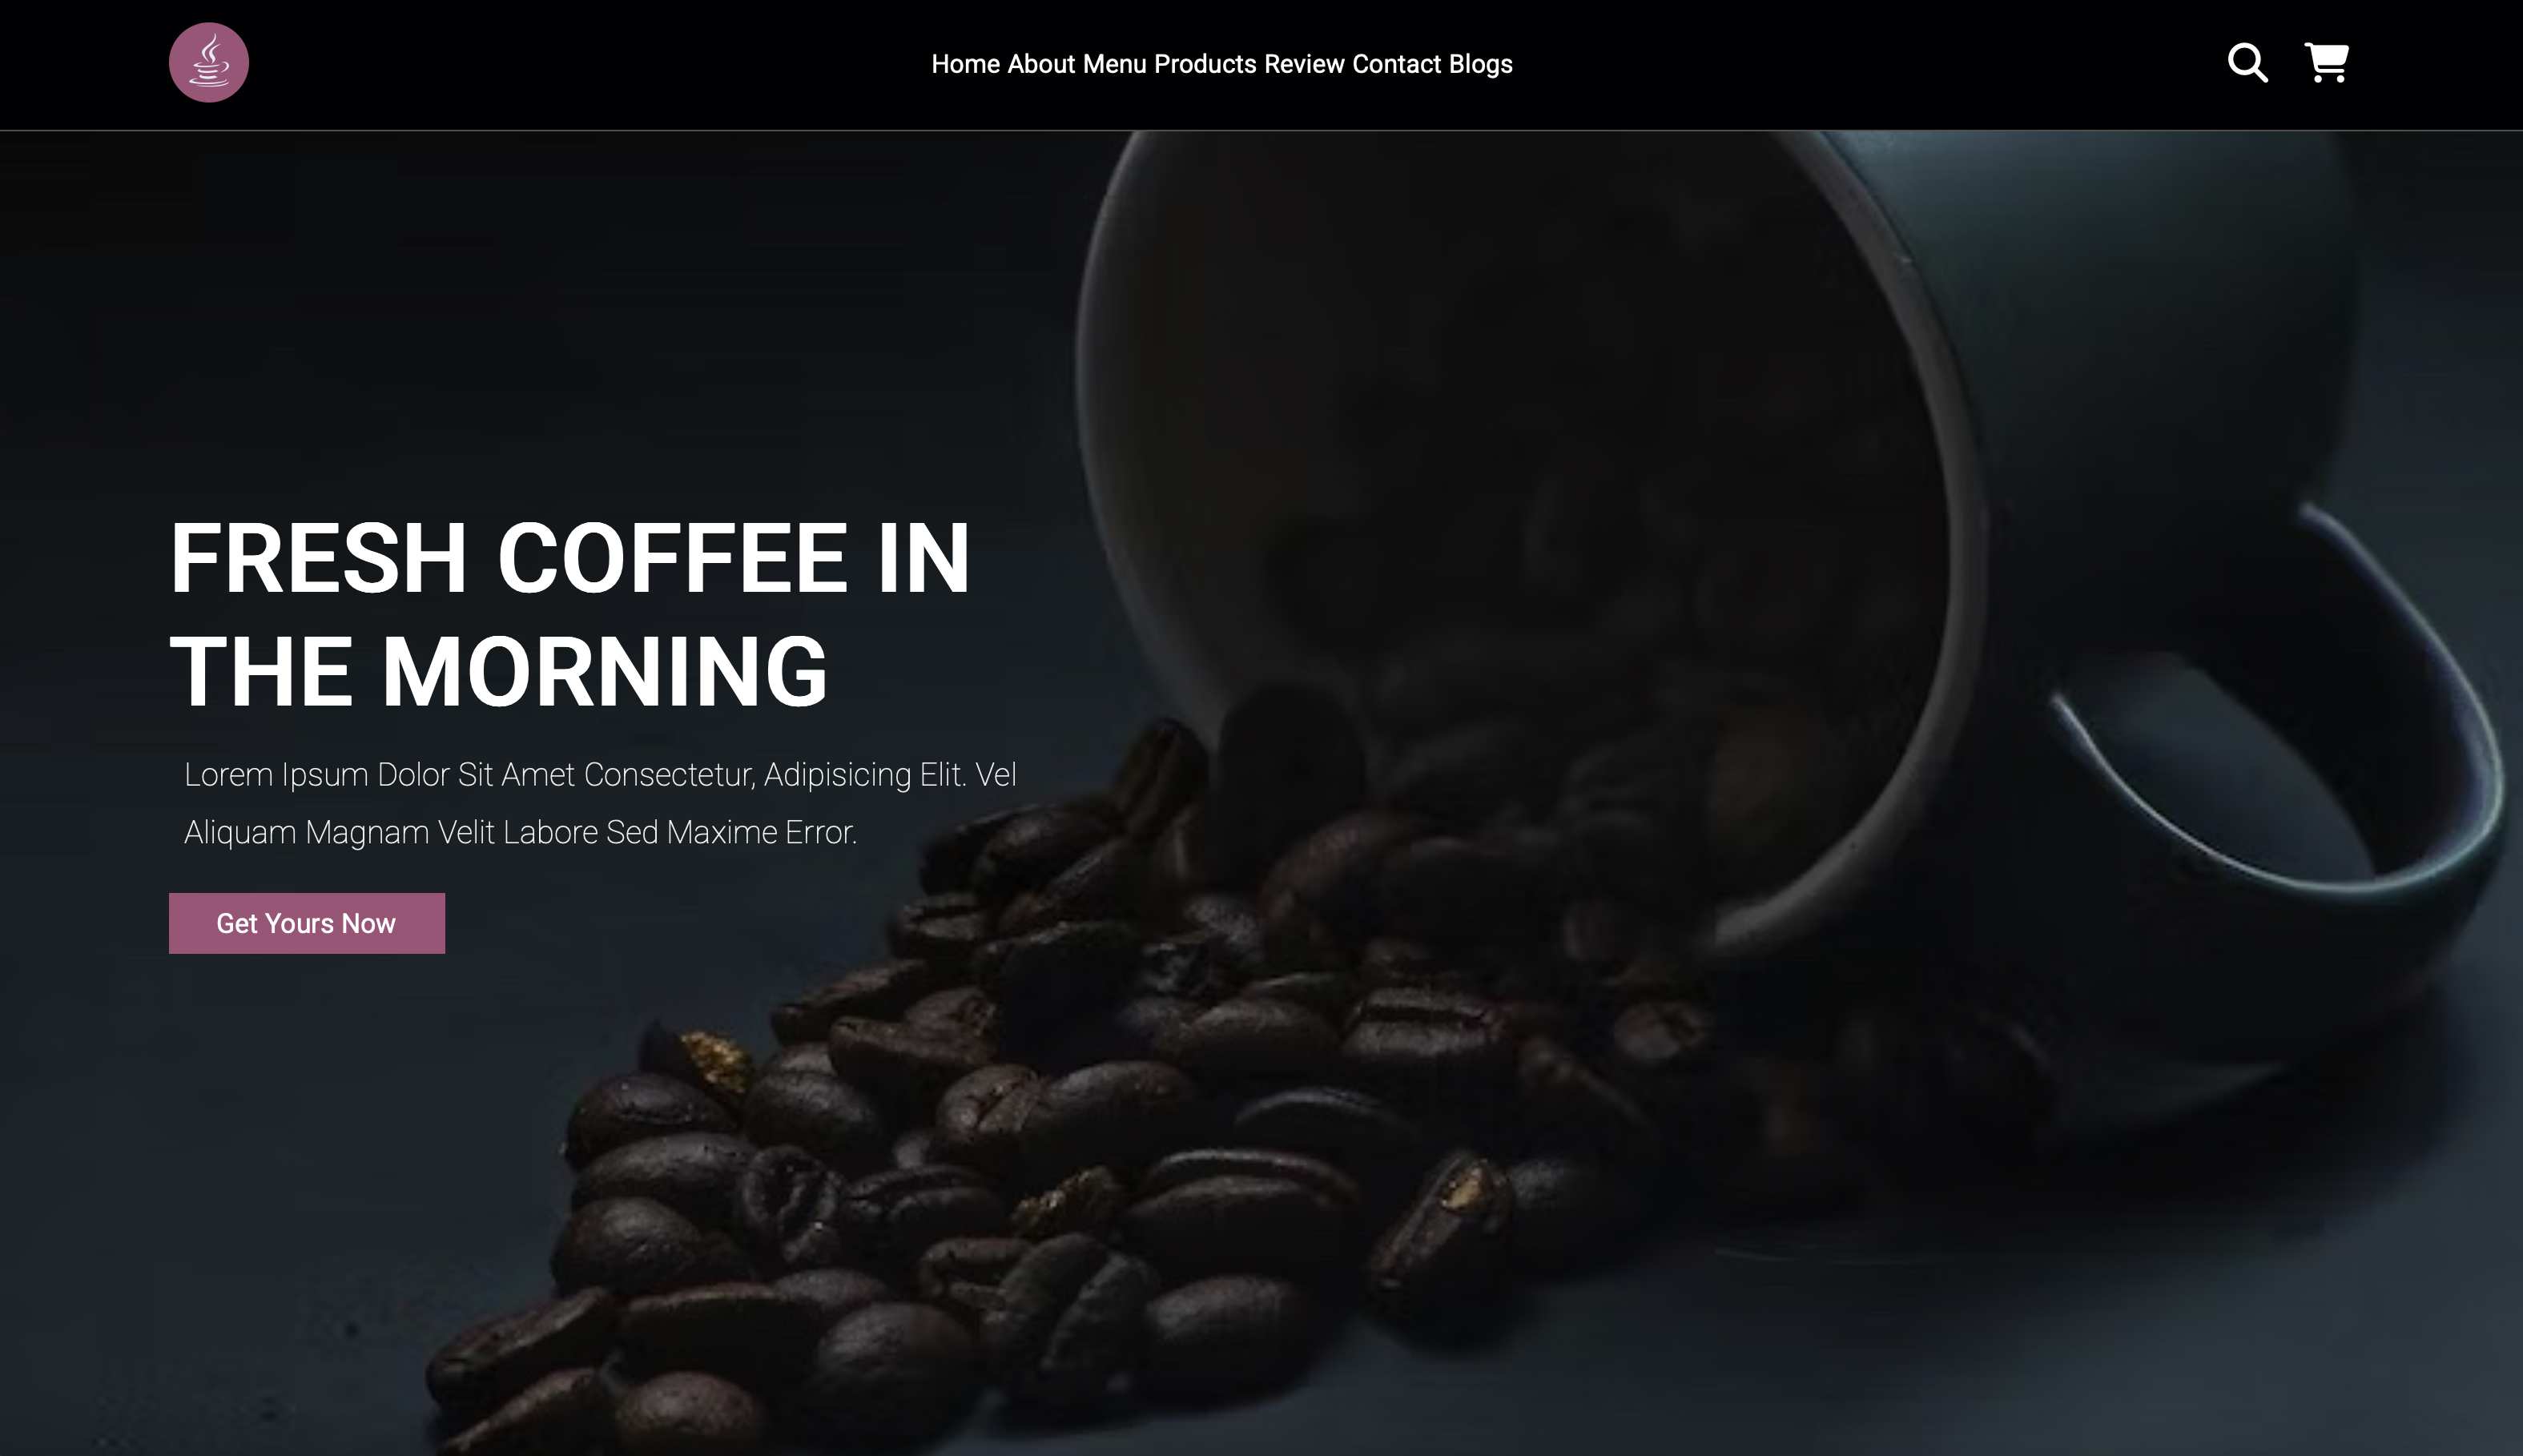 Home About Menu Products Review Contact Blogs
FRESH COFFEE IN
THE MORNING
Lorem Ipsum Dolor Sit Amet Consectetur, Adipisicing Elit. Vel
Aliquam Magnam Velit Labore Sed Maxime Error.
Get Yours Now